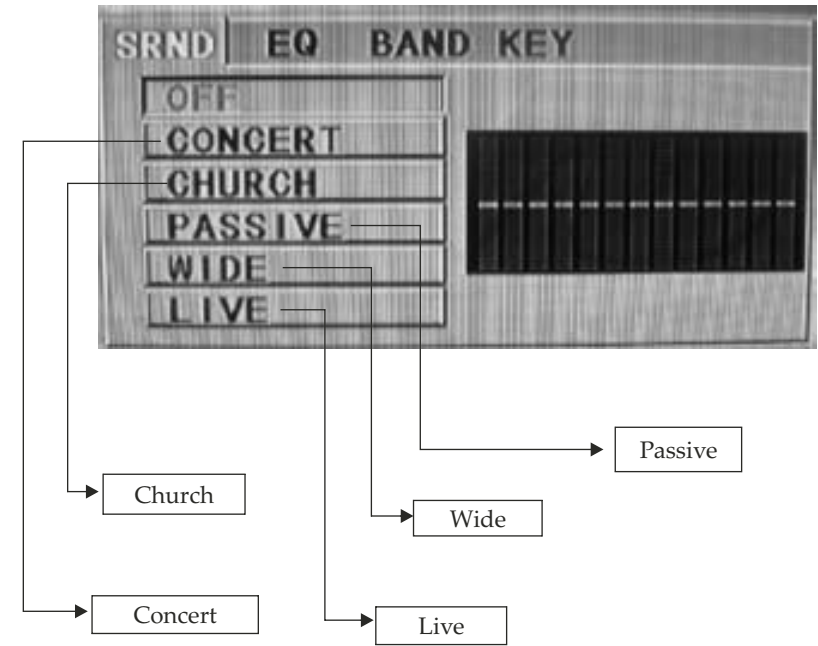 SRND EQ BAND KEY
OFF
CONCERT
CHURCH
PASSIVE
WIDE
LIVE
Passive
Church
Wide
Concert
Live